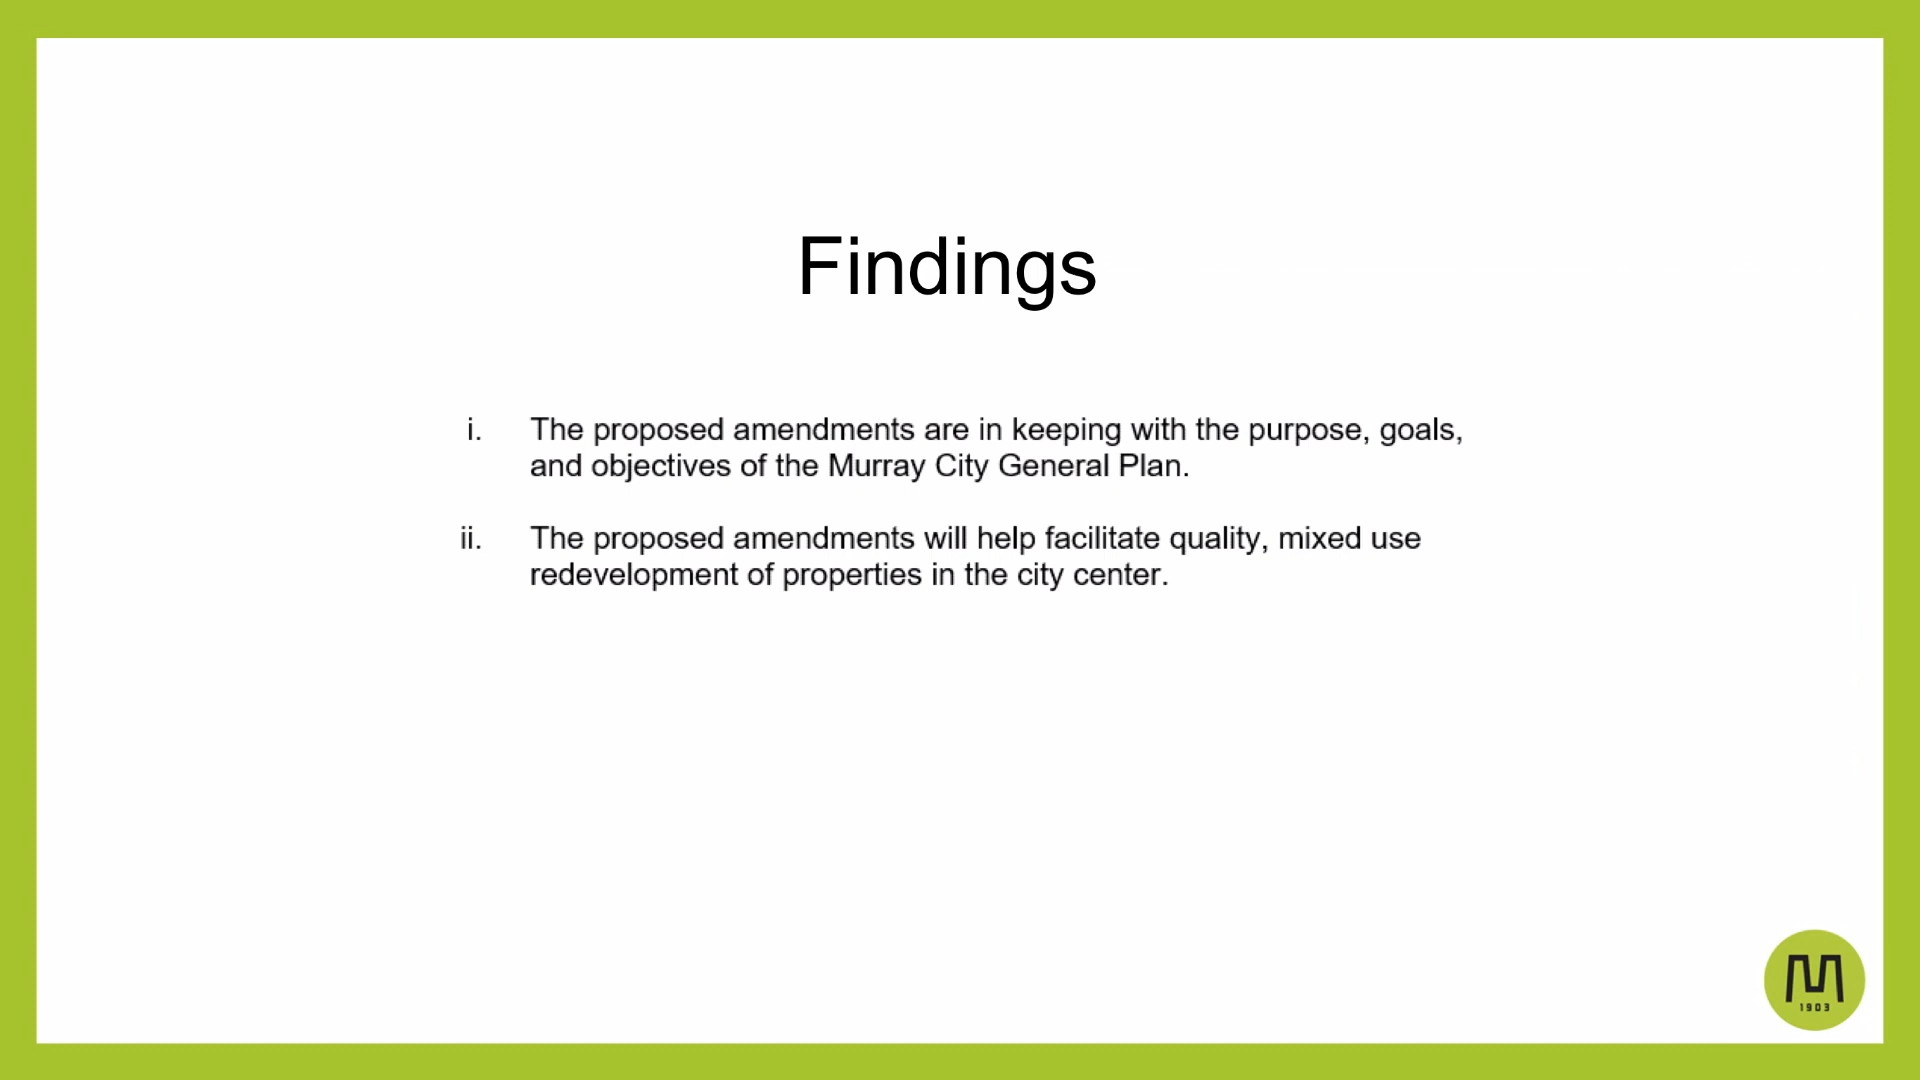 Findings
i. The proposed amendments are in keeping with the purpose, goals,
and objectives of the Murray City General Plan.
ii. The proposed amendments will help facilitate quality, mixed use
redevelopment of properties in the city center.
M
1903